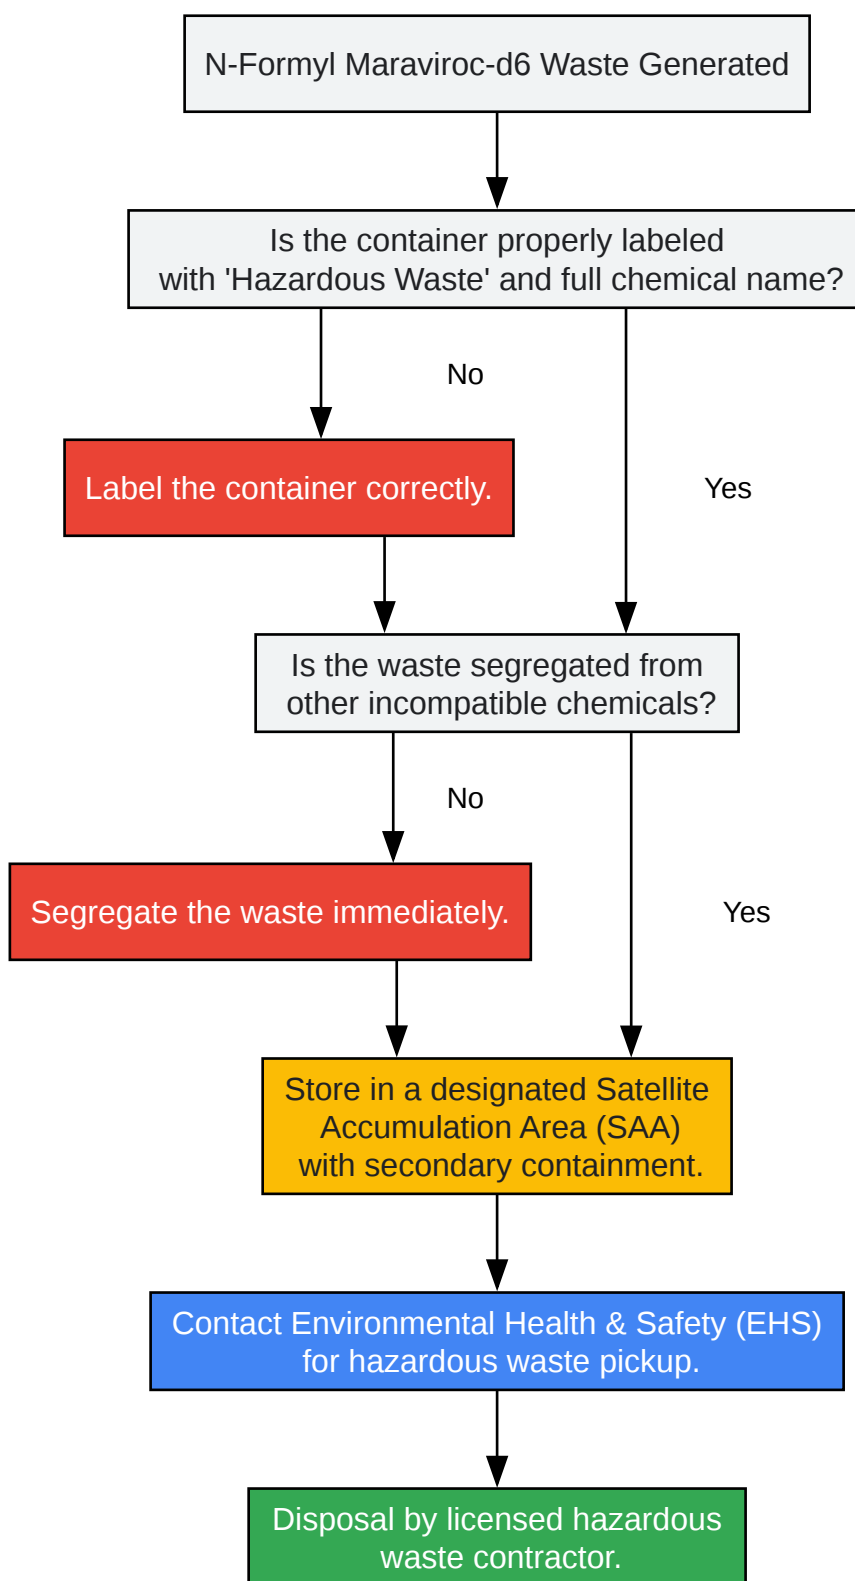 N-Formyl Maraviroc-d6 Waste Generated
Is the container properly labeled
with 'Hazardous Waste' and full chemical name?
No
Label the container correctly.
Yes
Is the waste segregated from
other incompatible chemicals?
No
Segregate the waste immediately.
Yes
Store in a designated Satellite
Accumulation Area (SAA)
with secondary containment.
Contact Environmental Health & Safety (EHS)
for hazardous waste pickup.
Disposal by licensed hazardous
waste contractor.